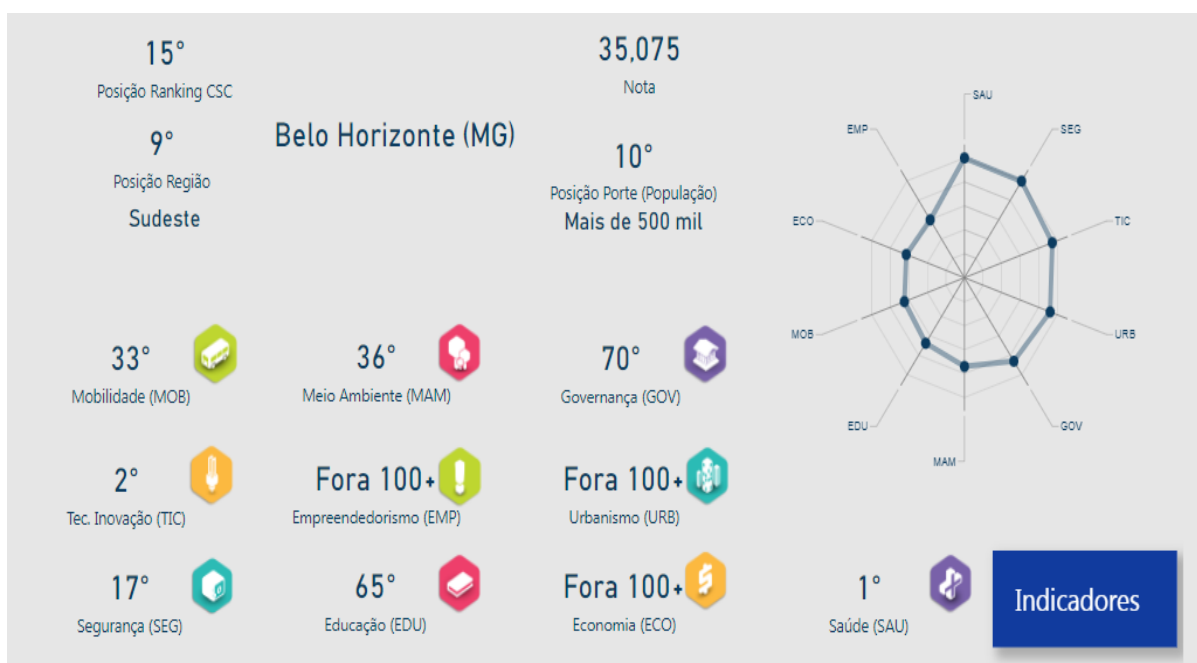 15°
Posição Ranking CSC
9°
Posição Região
Sudeste
Belo Horizonte (MG)
35,075
Nota
10°
Posição Porte (População)
Mais de 500 mil
SAU
SEG
TIC
URB
GOV
MAM
EDU
MOB
ECO
EMP
33°
Mobilidade (MOB)
36°
Meio Ambiente (MAM)
70°
Governança (GOV)
2°
Tec. Inovação (TIC)
Fora 100+
Empreendedorismo (EMP)
Fora 100+
Urbanismo (URB)
17°
Segurança (SEG)
65°
Educação (EDU)
Fora 100+
Economia (ECO)
1°
Saúde (SAU)
Indicadores